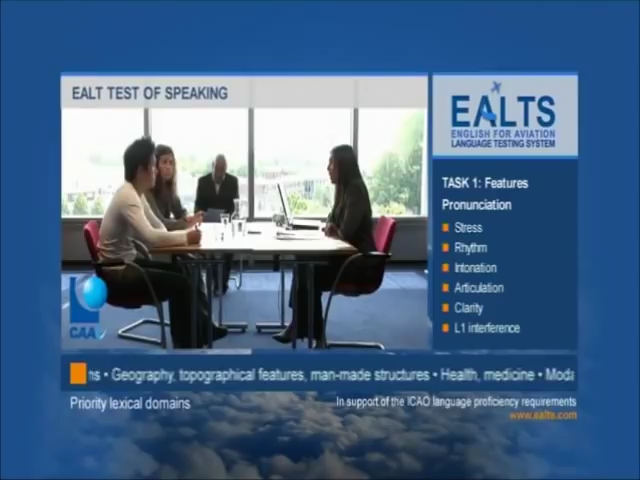 EALT TEST OF SPEAKING
EALTS
ENGLISH FOR AVIATION
LANGUAGE TESTING SYSTEM
TASK 1: Features
Pronunciation
Stress
Rhythm
Intonation
Articulation
Clarity
L1 interference
CAA
• Geography, topographical features, man-made structures • Health, medicine •
Priority lexical domains
In support of the ICAO language proficiency requirements
www.ealts.com